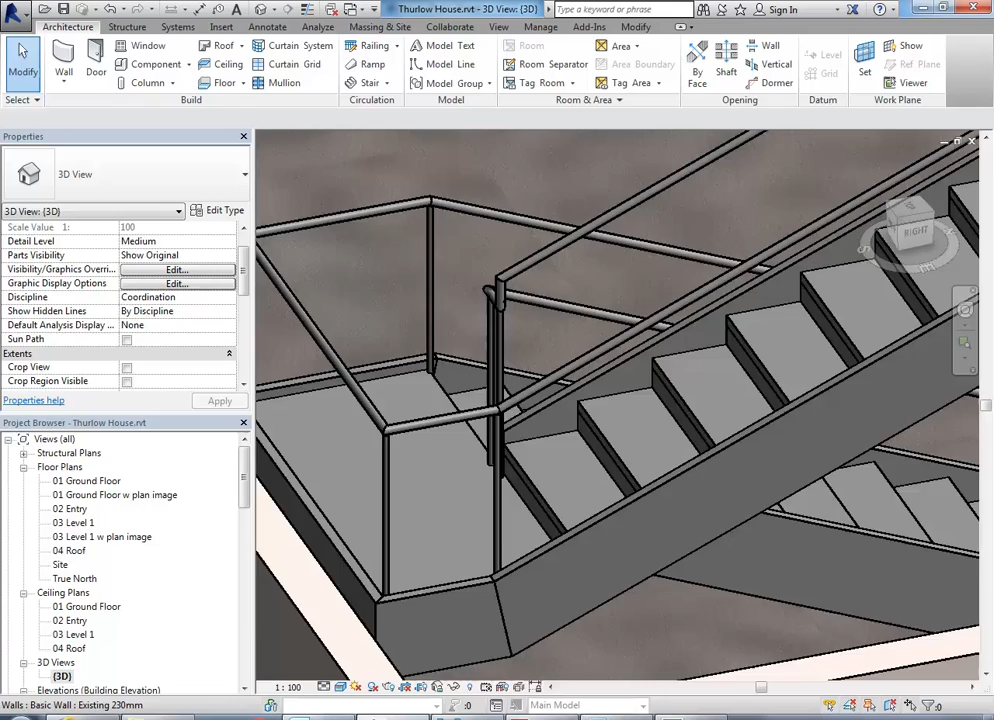 Thurlow House.rvt - 3D View: {3D}
Type a keyword or phrase
Sign In
Architecture Structure Systems Insert Annotate Analyze Massing & Site Collaborate View Manage Add-Ins Modify
Modify
Wall
Door
Window
Component
Column
Roof
Ceiling
Floor
Curtain System
Curtain Grid
Mullion
Railing
Ramp
Stair
Model Text
Model Line
Model Group
Room
Room Separator
Tag Room
Area
Area Boundary
Tag Area
By Face
Shaft
Wall
Vertical
Dormer
Level
Grid
Set
Show
Ref Plane
Viewer
Select Build Circulation Model Room & Area Opening Datum Work Plane
Properties
3D View
3D View: {3D} Edit Type
Scale Value 1: 100
Detail Level Medium
Parts Visibility Show Original
Visibility/Graphics Overri... Edit...
Graphic Display Options Edit...
Discipline Coordination
Show Hidden Lines By Discipline
Default Analysis Display ... None
Sun Path
Extents
Crop View
Crop Region Visible
Properties help Apply
Project Browser - Thurlow House.rvt
Views (all)
Structural Plans
Floor Plans
01 Ground Floor
01 Ground Floor w plan image
02 Entry
03 Level 1
03 Level 1 w plan image
04 Roof
Site
True North
Ceiling Plans
01 Ground Floor
02 Entry
03 Level 1
04 Roof
3D Views
{3D}
Elevations (Building Elevation)
RIGHT
1 : 100
Walls : Basic Wall : Existing 230mm
:0
Main Model
:0